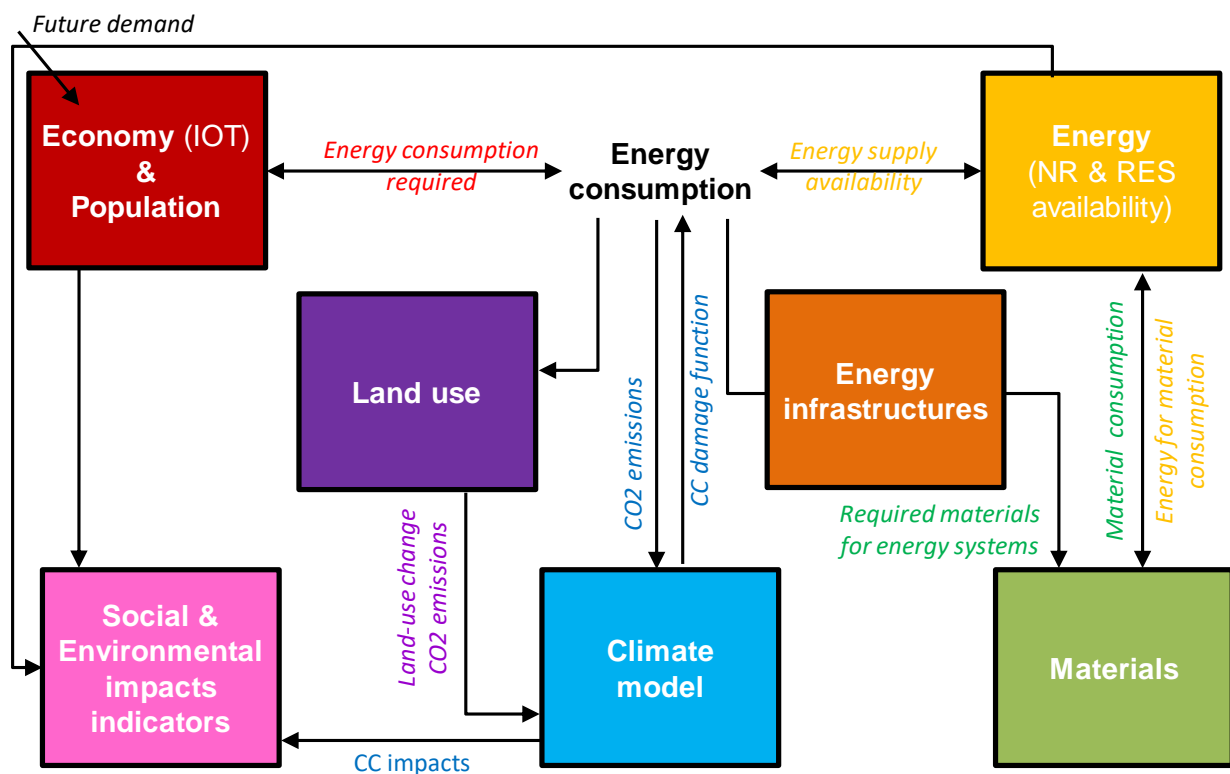 Future demand
Economy (IOT)
&
Population
Energy consumption
required
Energy
consumption
Energy supply
availability
Energy
(NR & RES
availability)
Land use
CO2 emissions
CC damage function
Energy
infrastructures
Material  consumption
Energy for material
consumption
Required materials
for energy systems
Land-use change
CO2 emissions
Social &
Environmental
impacts
indicators
Climate
model
Materials
CC impacts